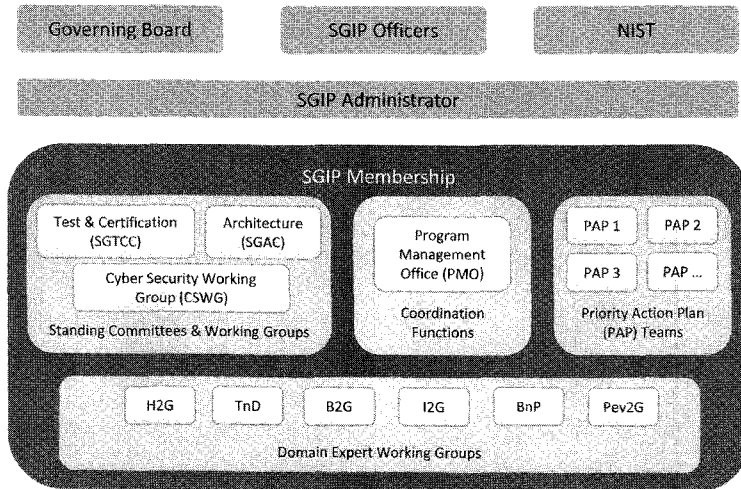 Governing Board
SGIP Officers
NIST
SGIP Administrator
SGIP Membership
Test & Certification
(SGTCC)
Architecture
(SGAC)
Cyber Security Working
Group (CSWG)
Standing Committees & Working Groups
Program
Management
Office (PMO)
Coordination
Functions
PAP 1
PAP 2
PAP 3
PAP ...
Priority Action Plan
(PAP) Teams
H2G
TnD
B2G
I2G
BnP
Pev2G
Domain Expert Working Groups